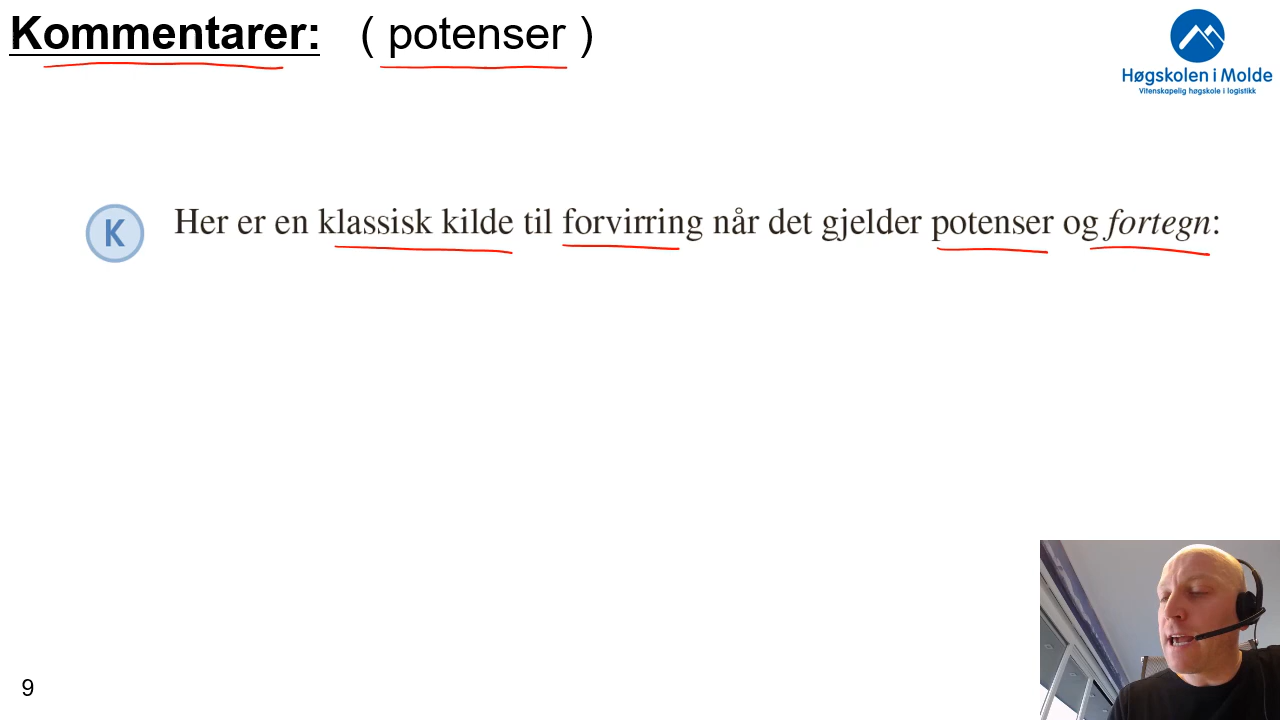 Kommentarer: ( potenser )
Høgskolen i Molde
Vitenskapelig høgskole i logistikk
K Her er en klassisk kilde til forvirring når det gjelder potenser og fortegn:
9